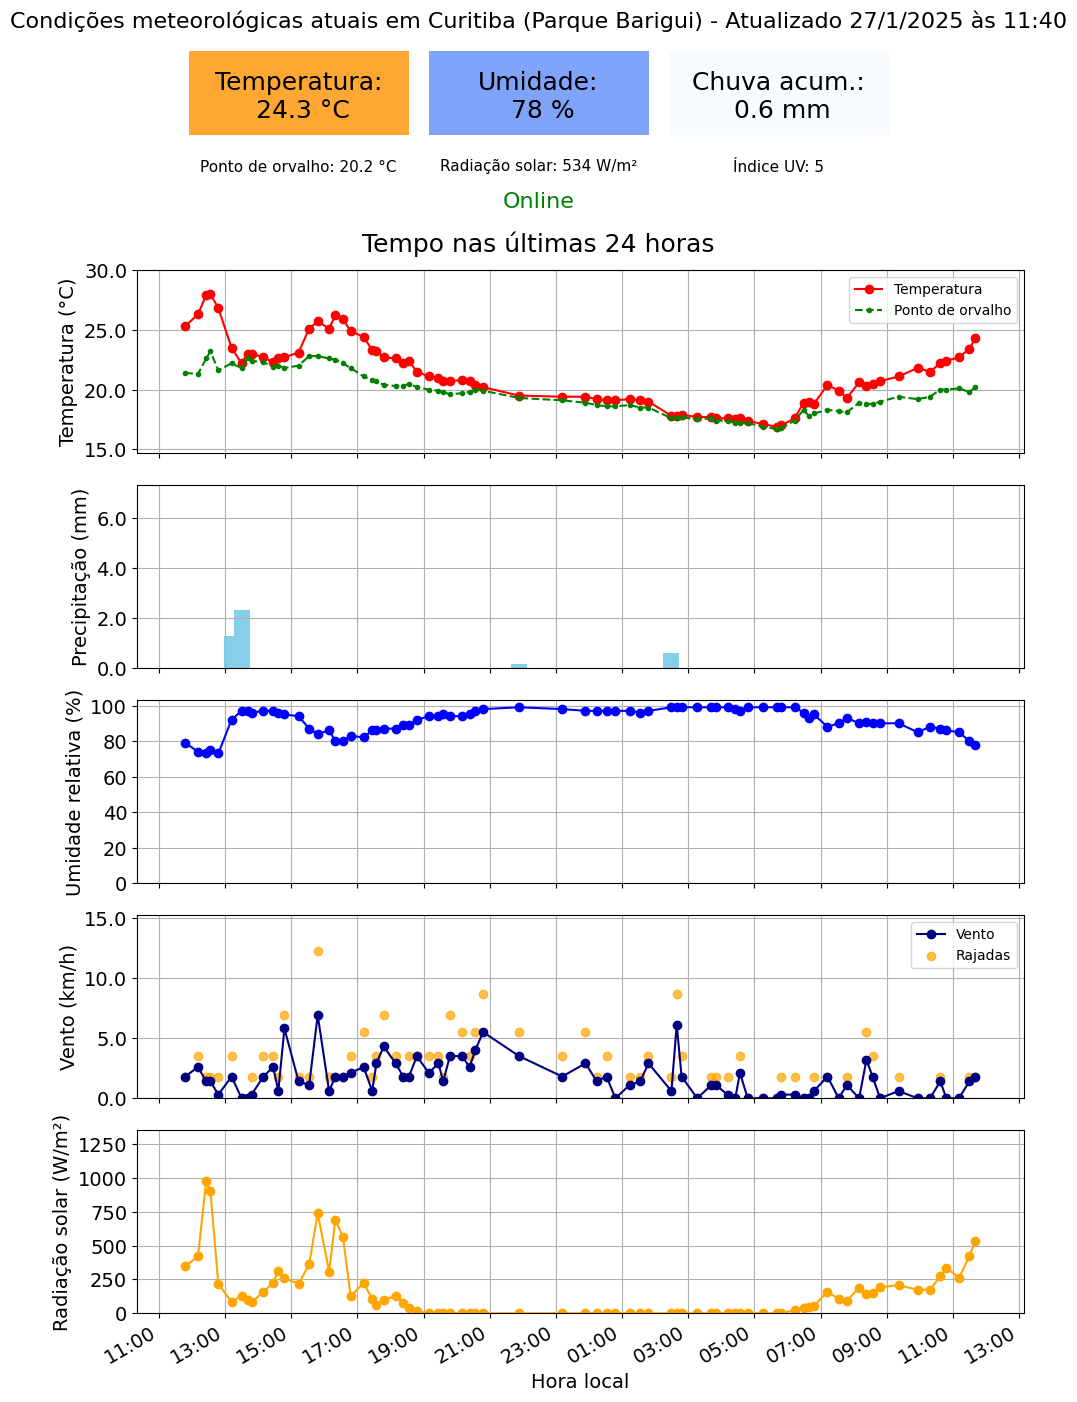 Condições meteorológicas atuais em Curitiba (Parque Barigui) - Atualizado 27/1/2025 às 11:40
Temperatura:
24.3 °C
Umidade:
78 %
Chuva acum.:
0.6 mm
Ponto de orvalho: 20.2 °C
Radiação solar: 534 W/m²
Índice UV: 5
Online
Tempo nas últimas 24 horas
Temperatura (°C)
30.0
25.0
20.0
15.0
Temperatura
Ponto de orvalho
Precipitação (mm)
6.0
4.0
2.0
0.0
Umidade relativa (%)
100
80
60
40
20
0
Vento (km/h)
15.0
10.0
5.0
0.0
Vento
Rajadas
Radiação solar (W/m²)
1250
1000
750
500
250
0
11:00
13:00
15:00
17:00
19:00
21:00
23:00
01:00
03:00
05:00
07:00
09:00
11:00
13:00
Hora local